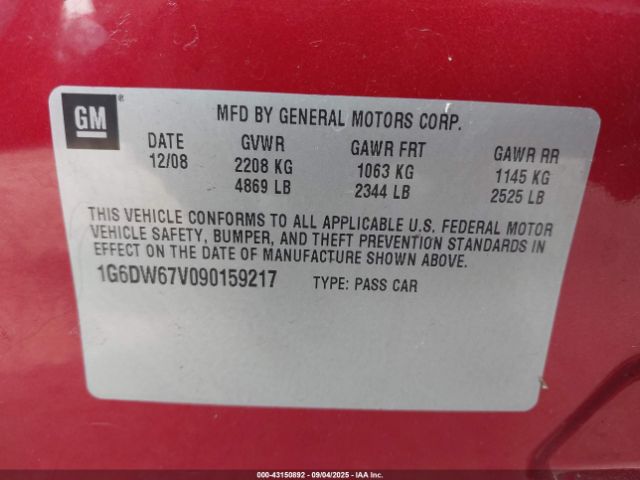 GM®
MFD BY GENERAL MOTORS CORP.
DATE GVWR GAWR FRT GAWR RR
12/08 2208 KG 1063 KG 1145 KG
4869 LB 2344 LB 2525 LB
THIS VEHICLE CONFORMS TO ALL APPLICABLE U.S. FEDERAL MOTOR
VEHICLE SAFETY, BUMPER, AND THEFT PREVENTION STANDARDS IN
EFFECT ON THE DATE OF MANUFACTURE SHOWN ABOVE.
1G6DW67V090159217 TYPE: PASS CAR
000-43150892 - 09/04/2025 - IAAI.COM